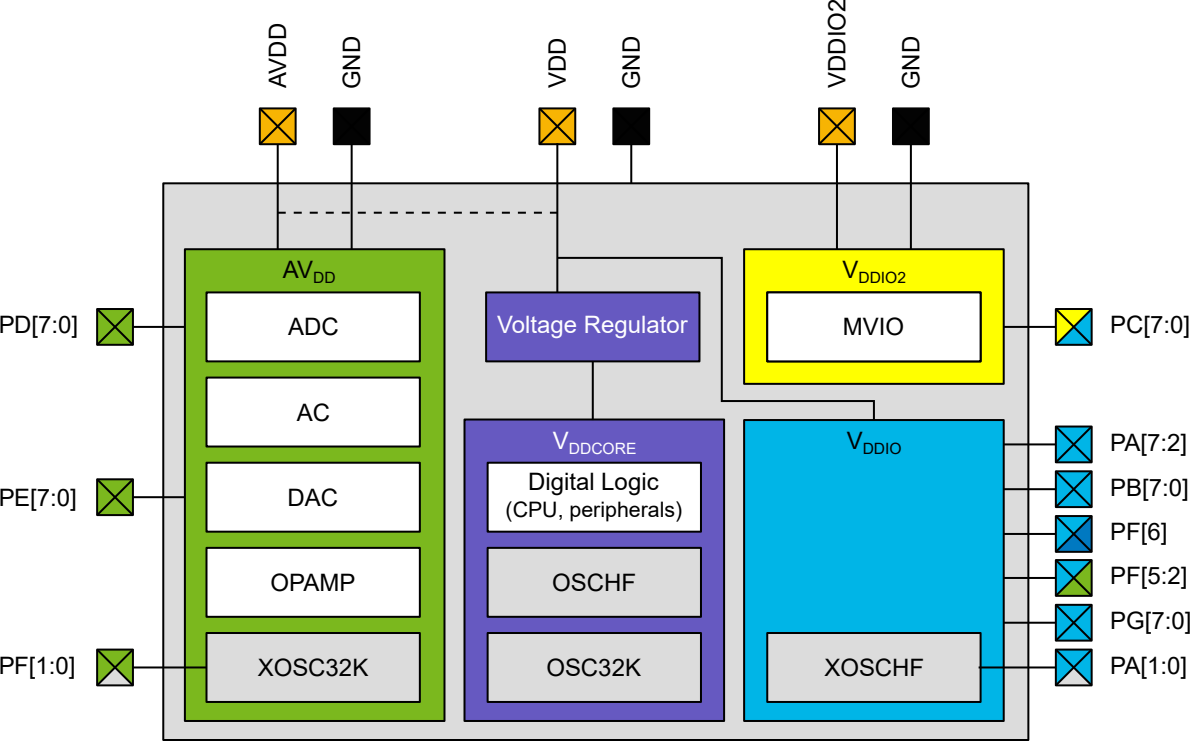 AVDD
GND
VDD
GND
VDDIO2
GND
AVDD
ADC
AC
DAC
OPAMP
XOSC32K
PD[7:0]
PE[7:0]
PF[1:0]
Voltage Regulator
VDDCORE
Digital Logic
(CPU, peripherals)
OSCHF
OSC32K
VDDIO2
MVIO
VDDIO
XOSCHF
PC[7:0]
PA[7:2]
PB[7:0]
PF[6]
PF[5:2]
PG[7:0]
PA[1:0]